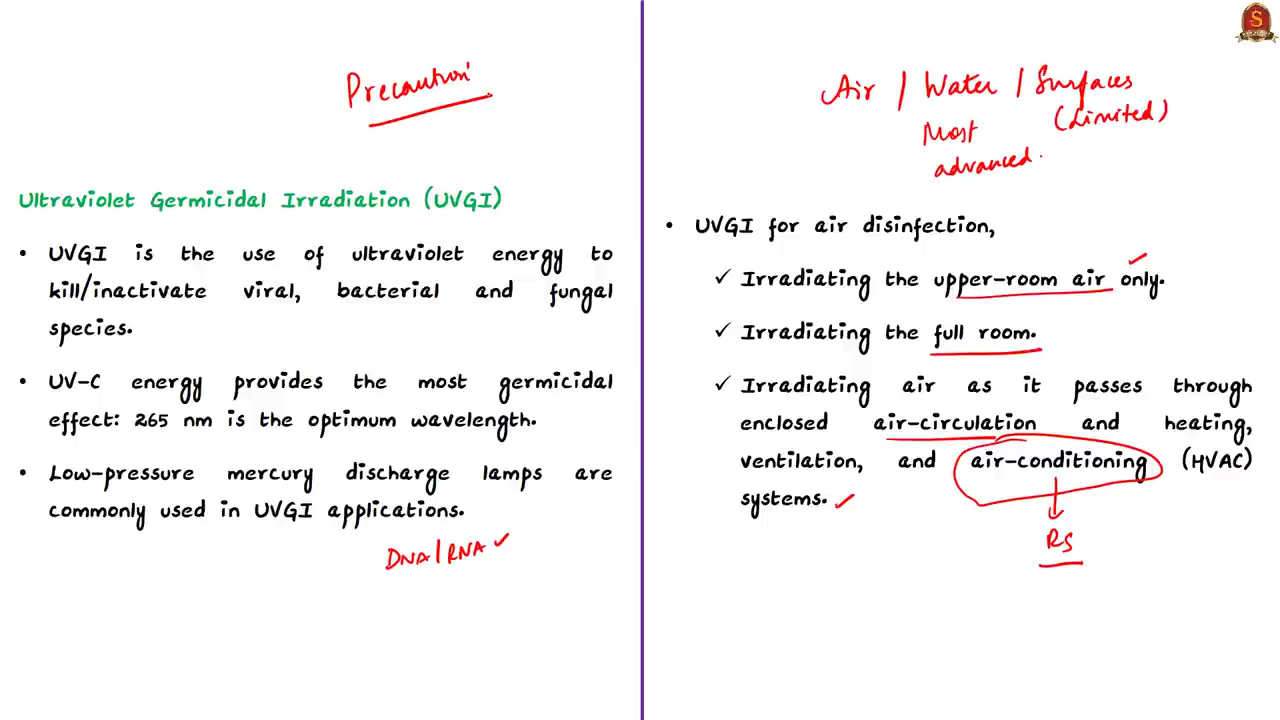 Precaution
Ultraviolet Germicidal Irradiation (UVGI)
• UVGI is the use of ultraviolet energy to
kill/inactivate viral, bacterial and fungal
species.
• UV-C energy provides the most germicidal
effect: 265 nm is the optimum wavelength.
• Low-pressure mercury discharge lamps are
commonly used in UVGI applications.
DNA/RNA ✓
Air / Water / Surfaces
Most (Limited)
advanced.
• UVGI for air disinfection,
✓ Irradiating the upper-room air only.
✓ Irradiating the full room.
✓ Irradiating air as it passes through
enclosed air-circulation and heating,
ventilation, and air-conditioning (HVAC)
systems. ✓
RS
S